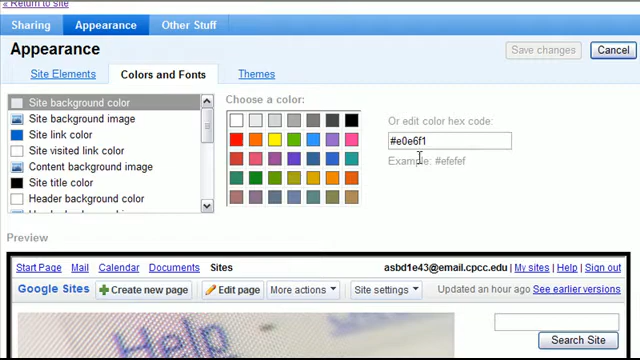 « Return to site
Sharing Appearance Other Stuff
Appearance Save changes Cancel
Site Elements Colors and Fonts Themes
Site background color
Site background image
Site link color
Site visited link color
Content background image
Site title color
Header background color
Choose a color:
Or edit color hex code:
#e0e6f1
Example: #efefef
Preview
Start Page Mail Calendar Documents Sites asbd1e43@email.cpcc.edu | My sites | Help | Sign out
Google Sites Create new page Edit page More actions Site settings Updated an hour ago See earlier versions
Help
Search Site